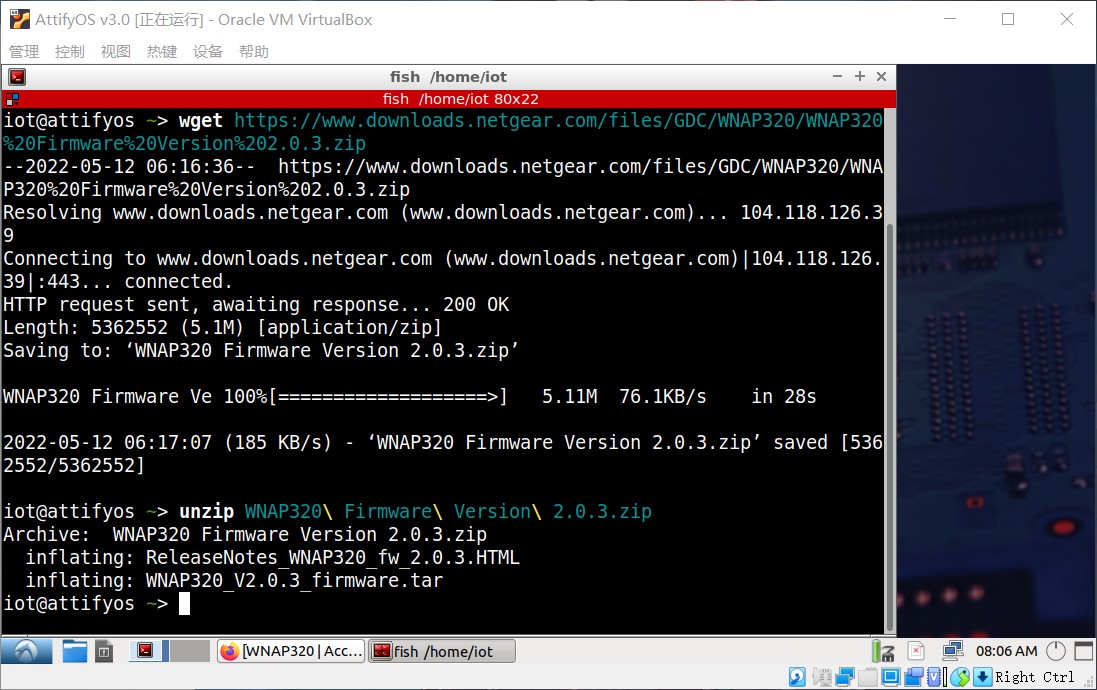 AttifyOS v3.0 [正在运行] - Oracle VM VirtualBox
管理 控制 视图 热键 设备 帮助
fish /home/iot
fish /home/iot 80x22
iot@attifyos ~> wget https://www.downloads.netgear.com/files/GDC/WNAP320/WNAP320
%20Firmware%20Version%202.0.3.zip
--2022-05-12 06:16:36--  https://www.downloads.netgear.com/files/GDC/WNAP320/WNA
P320%20Firmware%20Version%202.0.3.zip
Resolving www.downloads.netgear.com (www.downloads.netgear.com)... 104.118.126.3
9
Connecting to www.downloads.netgear.com (www.downloads.netgear.com)|104.118.126.
39|:443... connected.
HTTP request sent, awaiting response... 200 OK
Length: 5362552 (5.1M) [application/zip]
Saving to: ‘WNAP320 Firmware Version 2.0.3.zip’
WNAP320 Firmware Ve 100%[===================>]   5.11M  76.1KB/s    in 28s
2022-05-12 06:17:07 (185 KB/s) - ‘WNAP320 Firmware Version 2.0.3.zip’ saved [536
2552/5362552]
iot@attifyos ~> unzip WNAP320\ Firmware\ Version\ 2.0.3.zip
Archive:  WNAP320 Firmware Version 2.0.3.zip
  inflating: ReleaseNotes_WNAP320_fw_2.0.3.HTML
  inflating: WNAP320_V2.0.3_firmware.tar
iot@attifyos ~>
[WNAP320 | Acc... fish /home/iot 08:06 AM
Right Ctrl